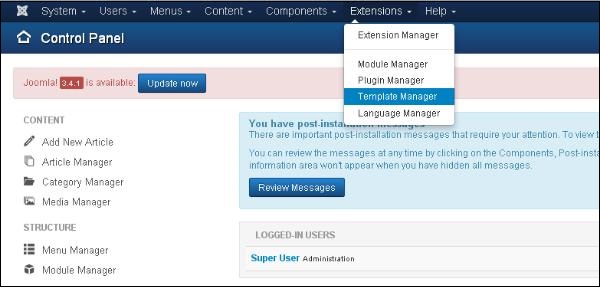 System Users Menus Content Components Extensions Help
Control Panel
Extension Manager
Module Manager
Plugin Manager
Template Manager
Language Manager
Joomla! 3.4.1 is available: Update now
CONTENT
Add New Article
Article Manager
Category Manager
Media Manager
STRUCTURE
Menu Manager
Module Manager
You have post-installation messages
There are important post-installation messages that require your attention. To view t
You can review the messages at any time by clicking on the Components, Post-insta
information area won't appear when you have hidden all messages.
Review Messages
LOGGED-IN USERS
Super User Administration